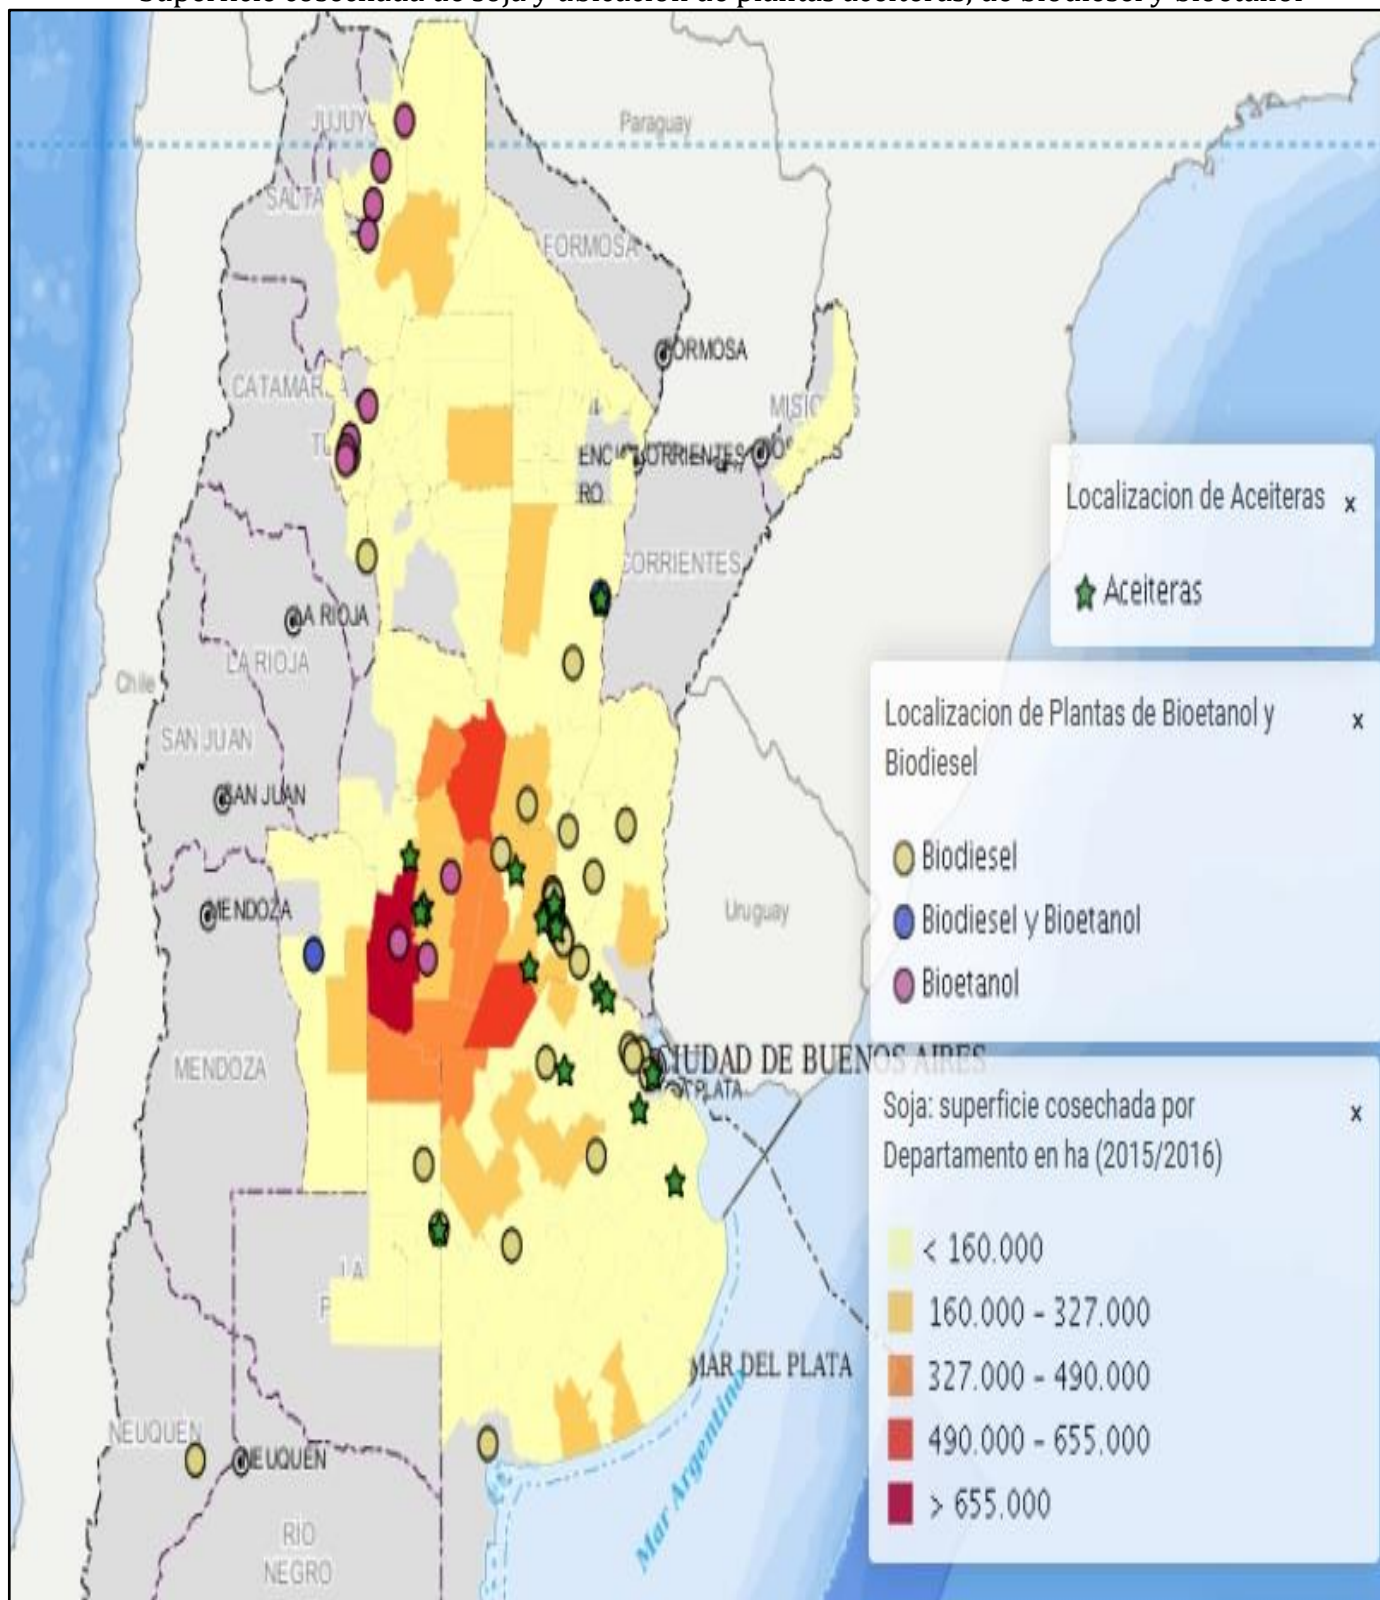 Superficie cosechada de soja y ubicación de plantas aceiteras, de biodiesel y bioetanol
JUJUY
Paraguay
SALTA
FORMOSA
FORMOSA
CATAMARCA
MISIONES
CORRIENTES
CORRIENTES
LA RIOJA
LA RIOJA
Chile
SAN JUAN
SAN JUAN
MENDOZA
Uruguay
MENDOZA
CIUDAD DE BUENOS AIRES
PLATA
LA
P
MAR DEL PLATA
Mar Argentino
NEUQUÉN
NEUQUÉN
RÍO
NEGRO
Localizacion de Aceiteras x
Aceiteras
Localizacion de Plantas de Bioetanol y x
Biodiesel
Biodiesel
Biodiesel y Bioetanol
Bioetanol
Soja: superficie cosechada por x
Departamento en ha (2015/2016)
< 160.000
160.000 - 327.000
327.000 - 490.000
490.000 - 655.000
> 655.000